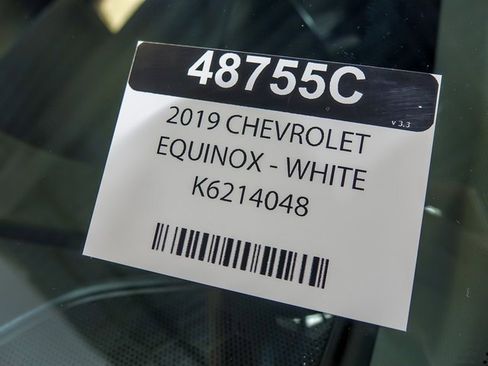 48755C
v 3.3
2019 CHEVROLET
EQUINOX - WHITE
K6214048